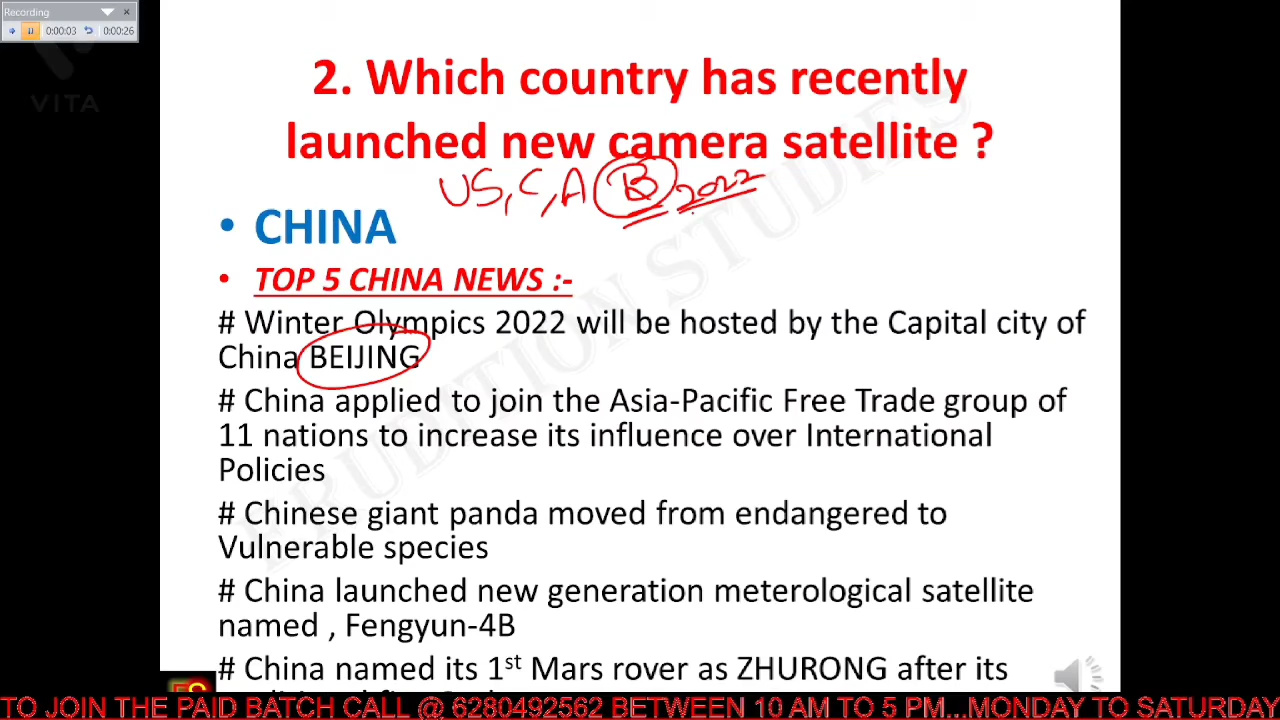 Recording
0:00:03 0:00:26
VITA
2. Which country has recently
launched new camera satellite ?
US, C, A B 2022
• CHINA
• TOP 5 CHINA NEWS :-
# Winter Olympics 2022 will be hosted by the Capital city of
China BEIJING
# China applied to join the Asia-Pacific Free Trade group of
11 nations to increase its influence over International
Policies
# Chinese giant panda moved from endangered to
Vulnerable species
# China launched new generation meterological satellite
named , Fengyun-4B
# China named its 1st Mars rover as ZHURONG after its
ERUDITION STUDIES
TO JOIN THE PAID BATCH CALL @ 6280492562 BETWEEN 10 AM TO 5 PM...MONDAY TO SATURDAY